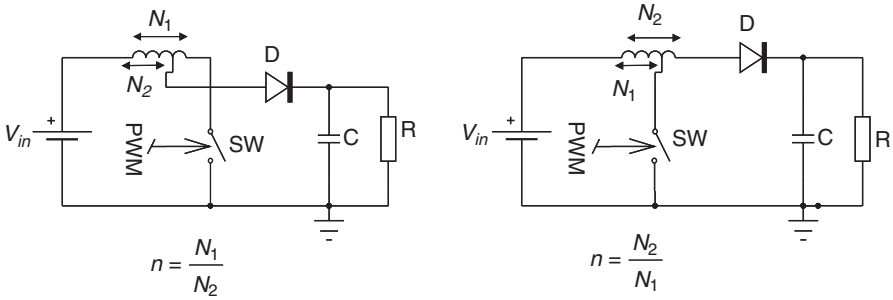 N1
D
N2
+
Vin
PWM
SW
C
R
n = N1/N2
N2
D
N1
+
Vin
PWM
SW
C
R
n = N2/N1